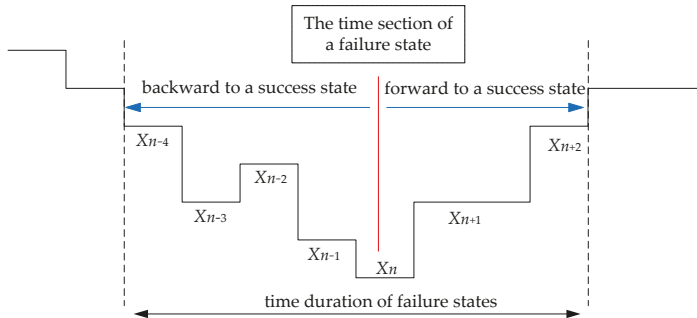 The time section of
a failure state
backward to a success state
forward to a success state
Xn-4
Xn-3
Xn-2
Xn-1
Xn
Xn+1
Xn+2
time duration of failure states